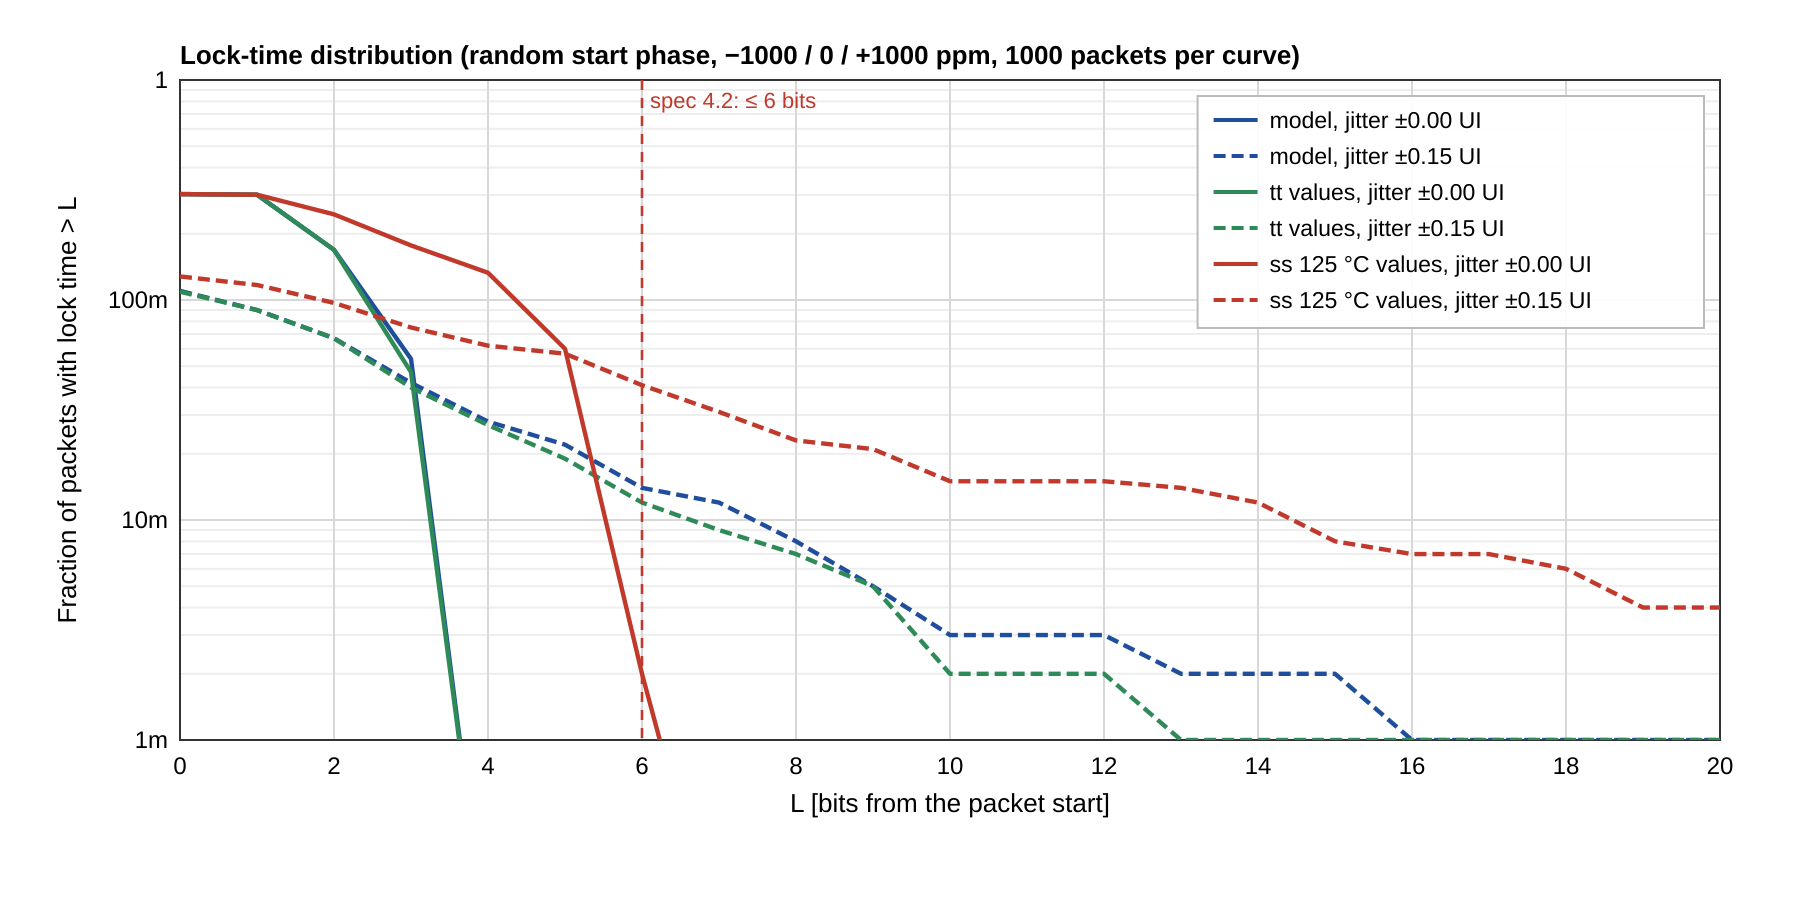 Lock-time distribution (random start phase, −1000 / 0 / +1000 ppm, 1000 packets per curve)
Fraction of packets with lock time > L
1
100m
10m
1m
spec 4.2: ≤ 6 bits
model, jitter ±0.00 UI
model, jitter ±0.15 UI
tt values, jitter ±0.00 UI
tt values, jitter ±0.15 UI
ss 125 °C values, jitter ±0.00 UI
ss 125 °C values, jitter ±0.15 UI
0 2 4 6 8 10 12 14 16 18 20
L [bits from the packet start]